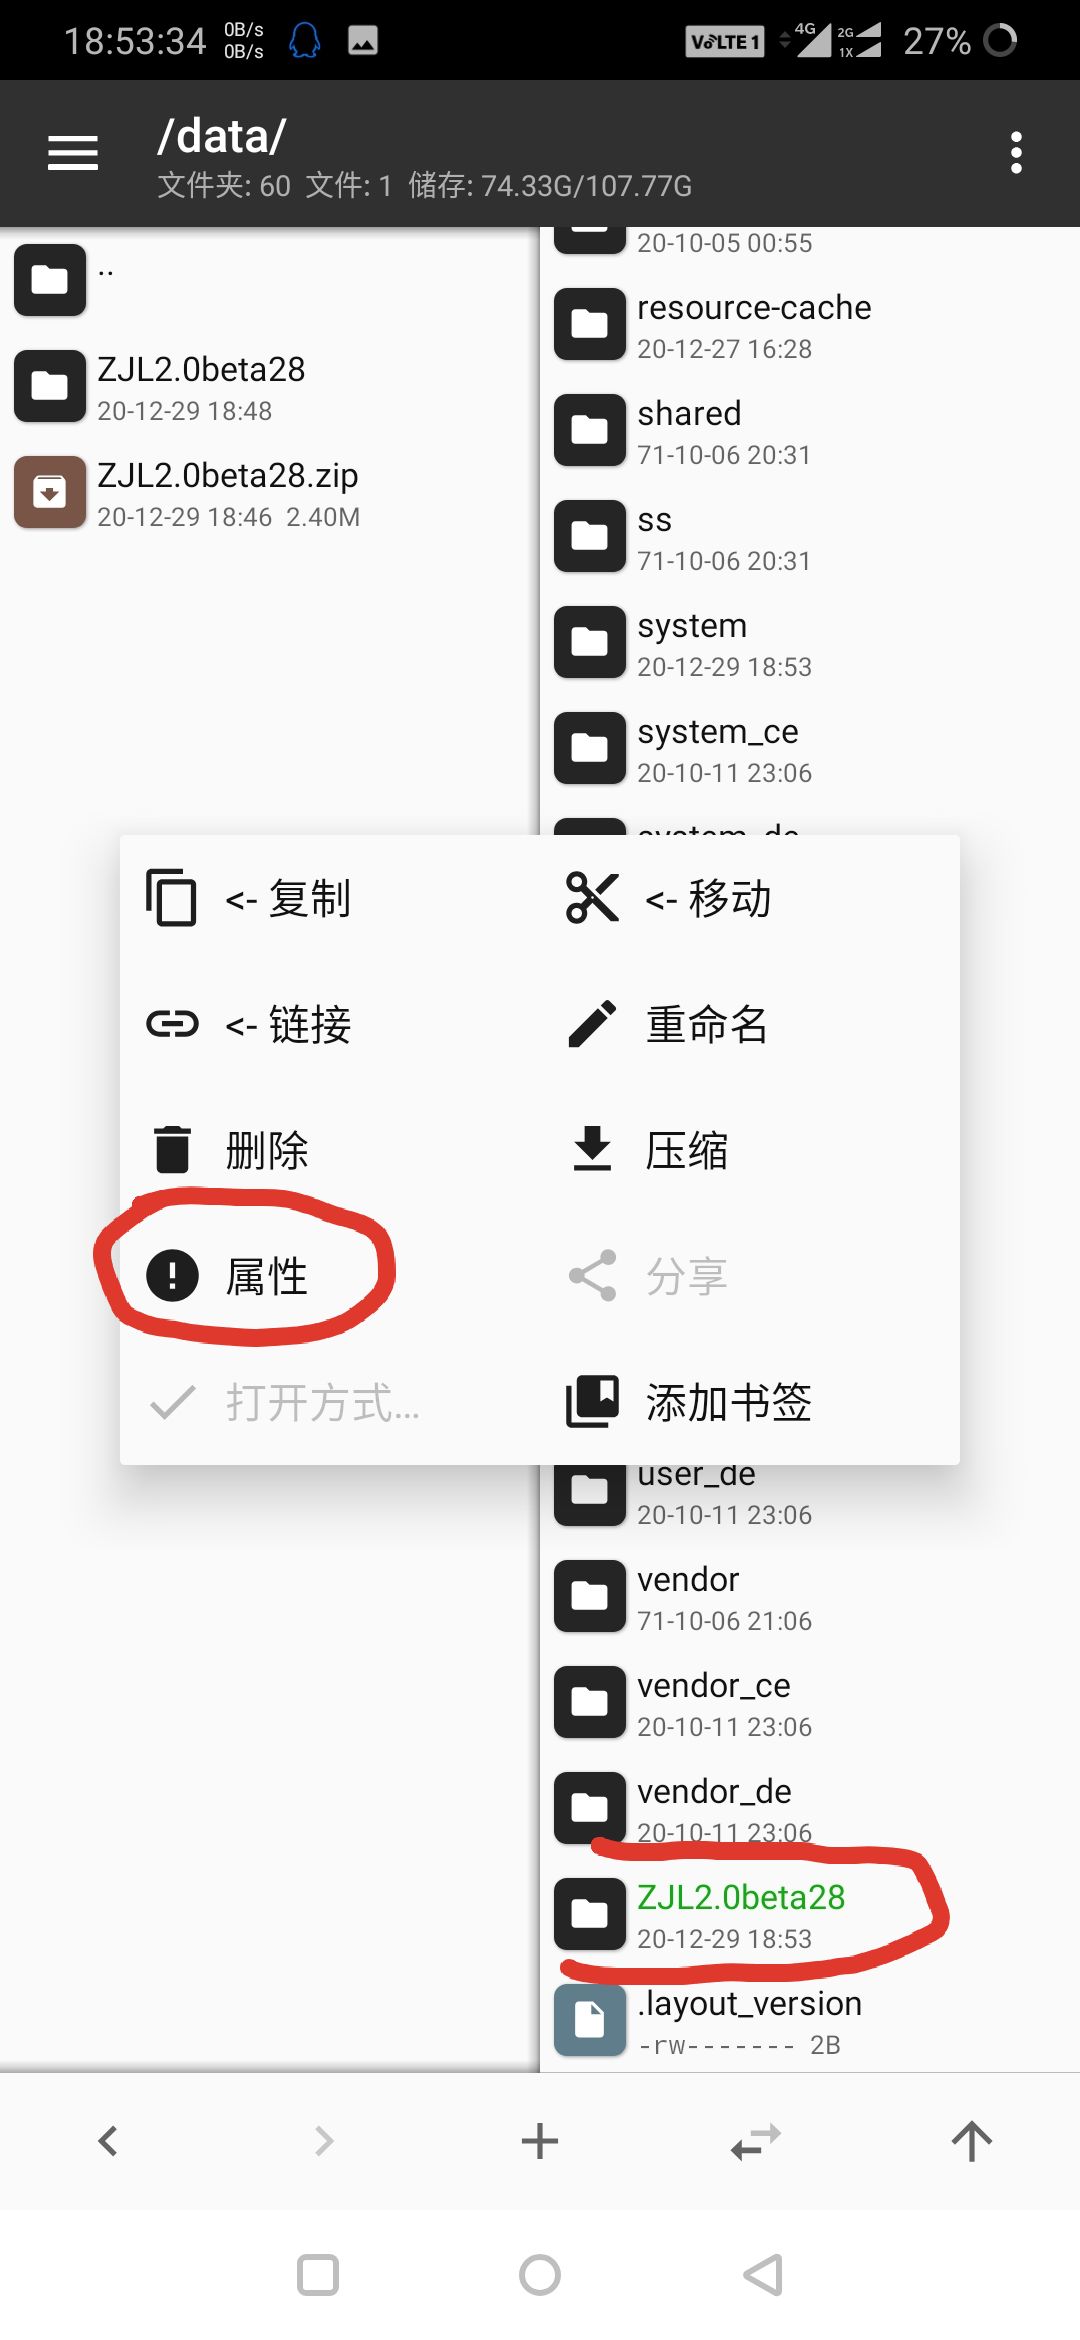 18:53:34 0B/s 0B/s VoLTE 1 4G 2G 1X 27%
/data/
文件夹: 60 文件: 1 储存: 74.33G/107.77G
..
ZJL2.0beta28
20-12-29 18:48
ZJL2.0beta28.zip
20-12-29 18:46 2.40M
20-10-05 00:55
resource-cache
20-12-27 16:28
shared
71-10-06 20:31
ss
71-10-06 20:31
system
20-12-29 18:53
system_ce
20-10-11 23:06
system_de
<- 复制
<- 移动
<- 链接
重命名
删除
压缩
属性
分享
打开方式...
添加书签
user_de
20-10-11 23:06
vendor
71-10-06 21:06
vendor_ce
20-10-11 23:06
vendor_de
20-10-11 23:06
ZJL2.0beta28
20-12-29 18:53
.layout_version
-rw------- 2B